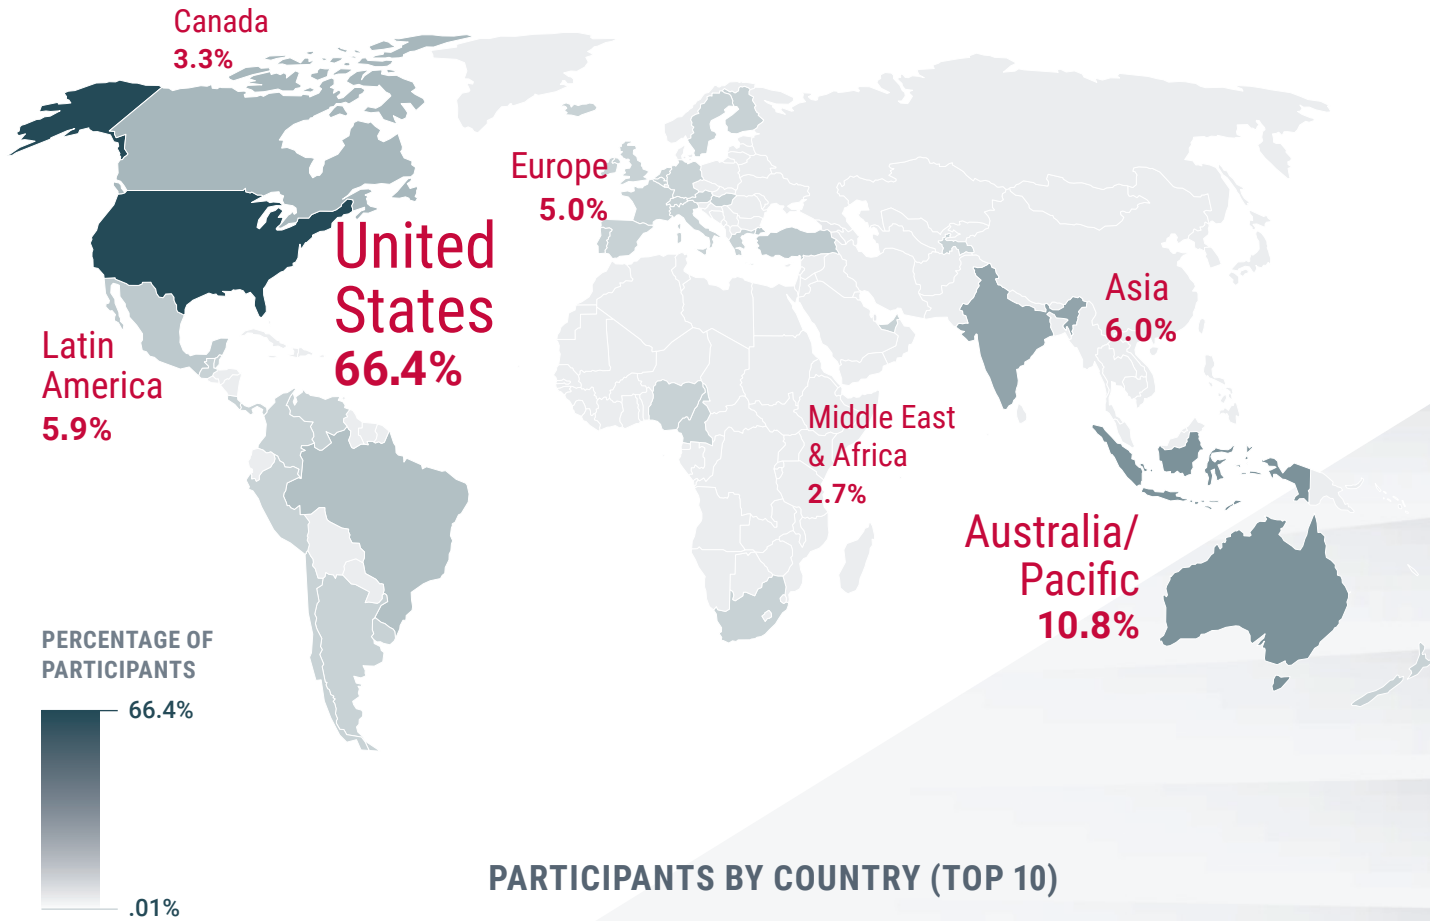 Canada
3.3%
Europe
5.0%
United
States
66.4%
Asia
6.0%
Latin
America
5.9%
Middle East
& Africa
2.7%
Australia/
Pacific
10.8%
PERCENTAGE OF
PARTICIPANTS
66.4%
.01%
PARTICIPANTS BY COUNTRY (TOP 10)